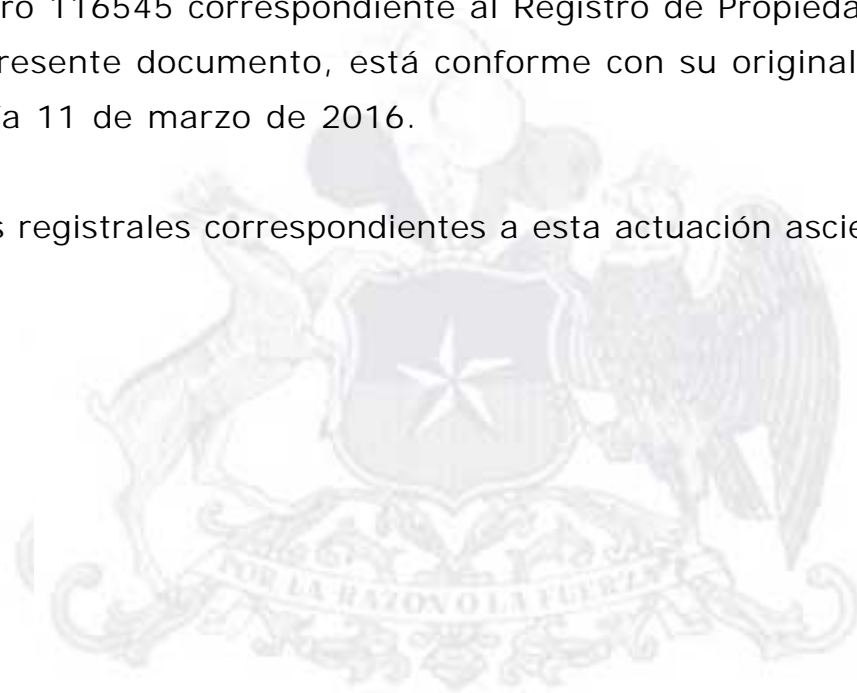 ro 116545 correspondiente al Registro de Propieda
resente documento, está conforme con su original
a 11 de marzo de 2016.
s registrales correspondientes a esta actuación ascie
POR LA RAZON O LA FUERZA